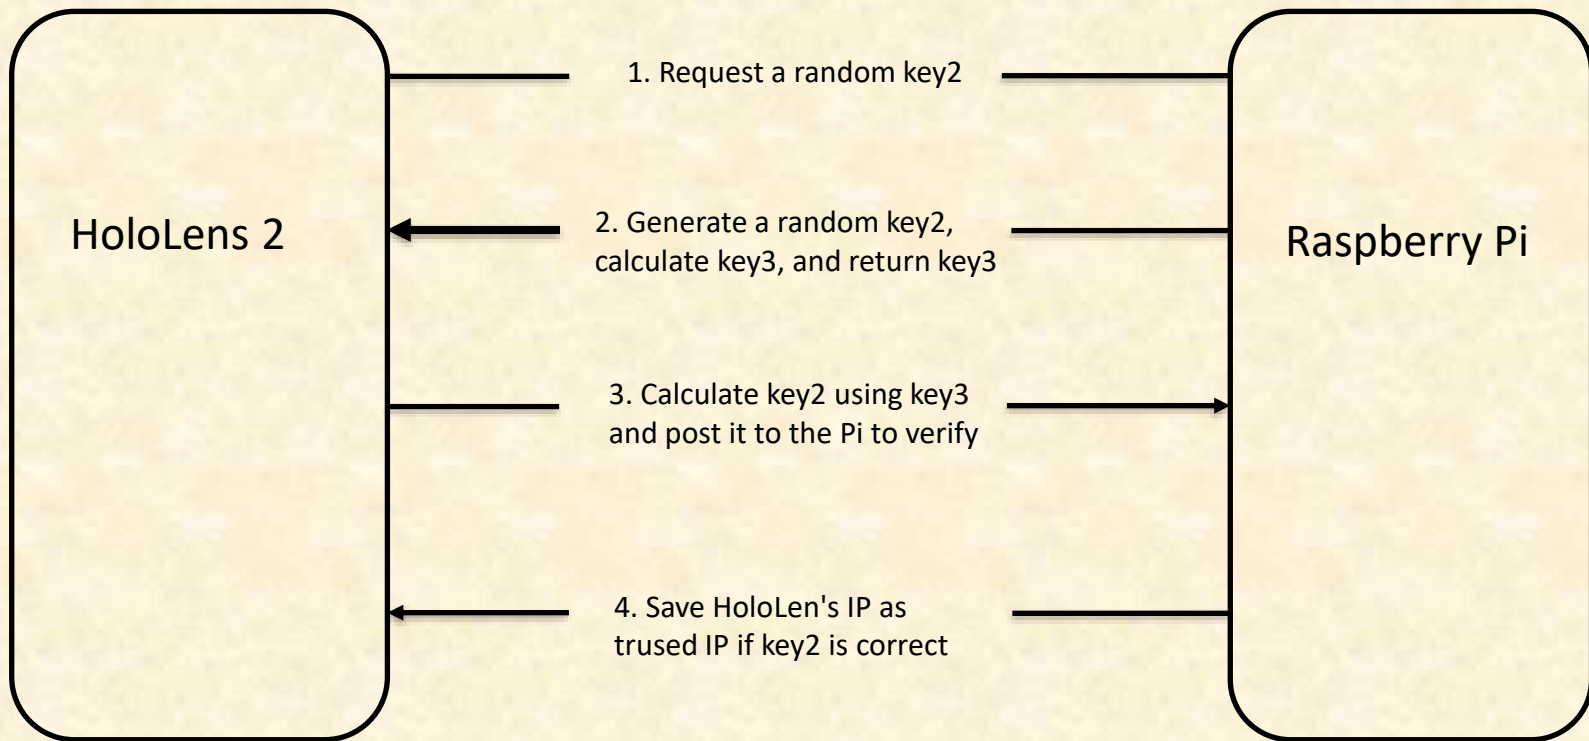 1. Request a random key2
HoloLens 2
2. Generate a random key2,
calculate key3, and return key3
Raspberry Pi
3. Calculate key2 using key3
and post it to the Pi to verify
4. Save HoloLen's IP as
trused IP if key2 is correct